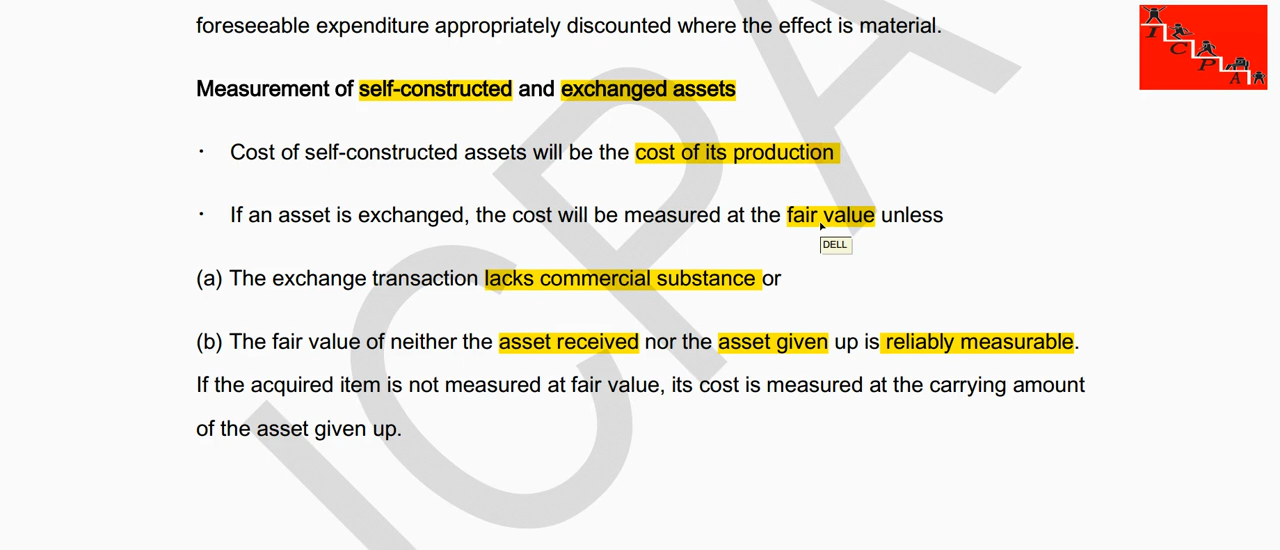 foreseeable expenditure appropriately discounted where the effect is material.
Measurement of self-constructed and exchanged assets
· Cost of self-constructed assets will be the cost of its production
· If an asset is exchanged, the cost will be measured at the fair value unless
DELL
(a) The exchange transaction lacks commercial substance or
(b) The fair value of neither the asset received nor the asset given up is reliably measurable.
If the acquired item is not measured at fair value, its cost is measured at the carrying amount
of the asset given up.
ICPA
I C P A